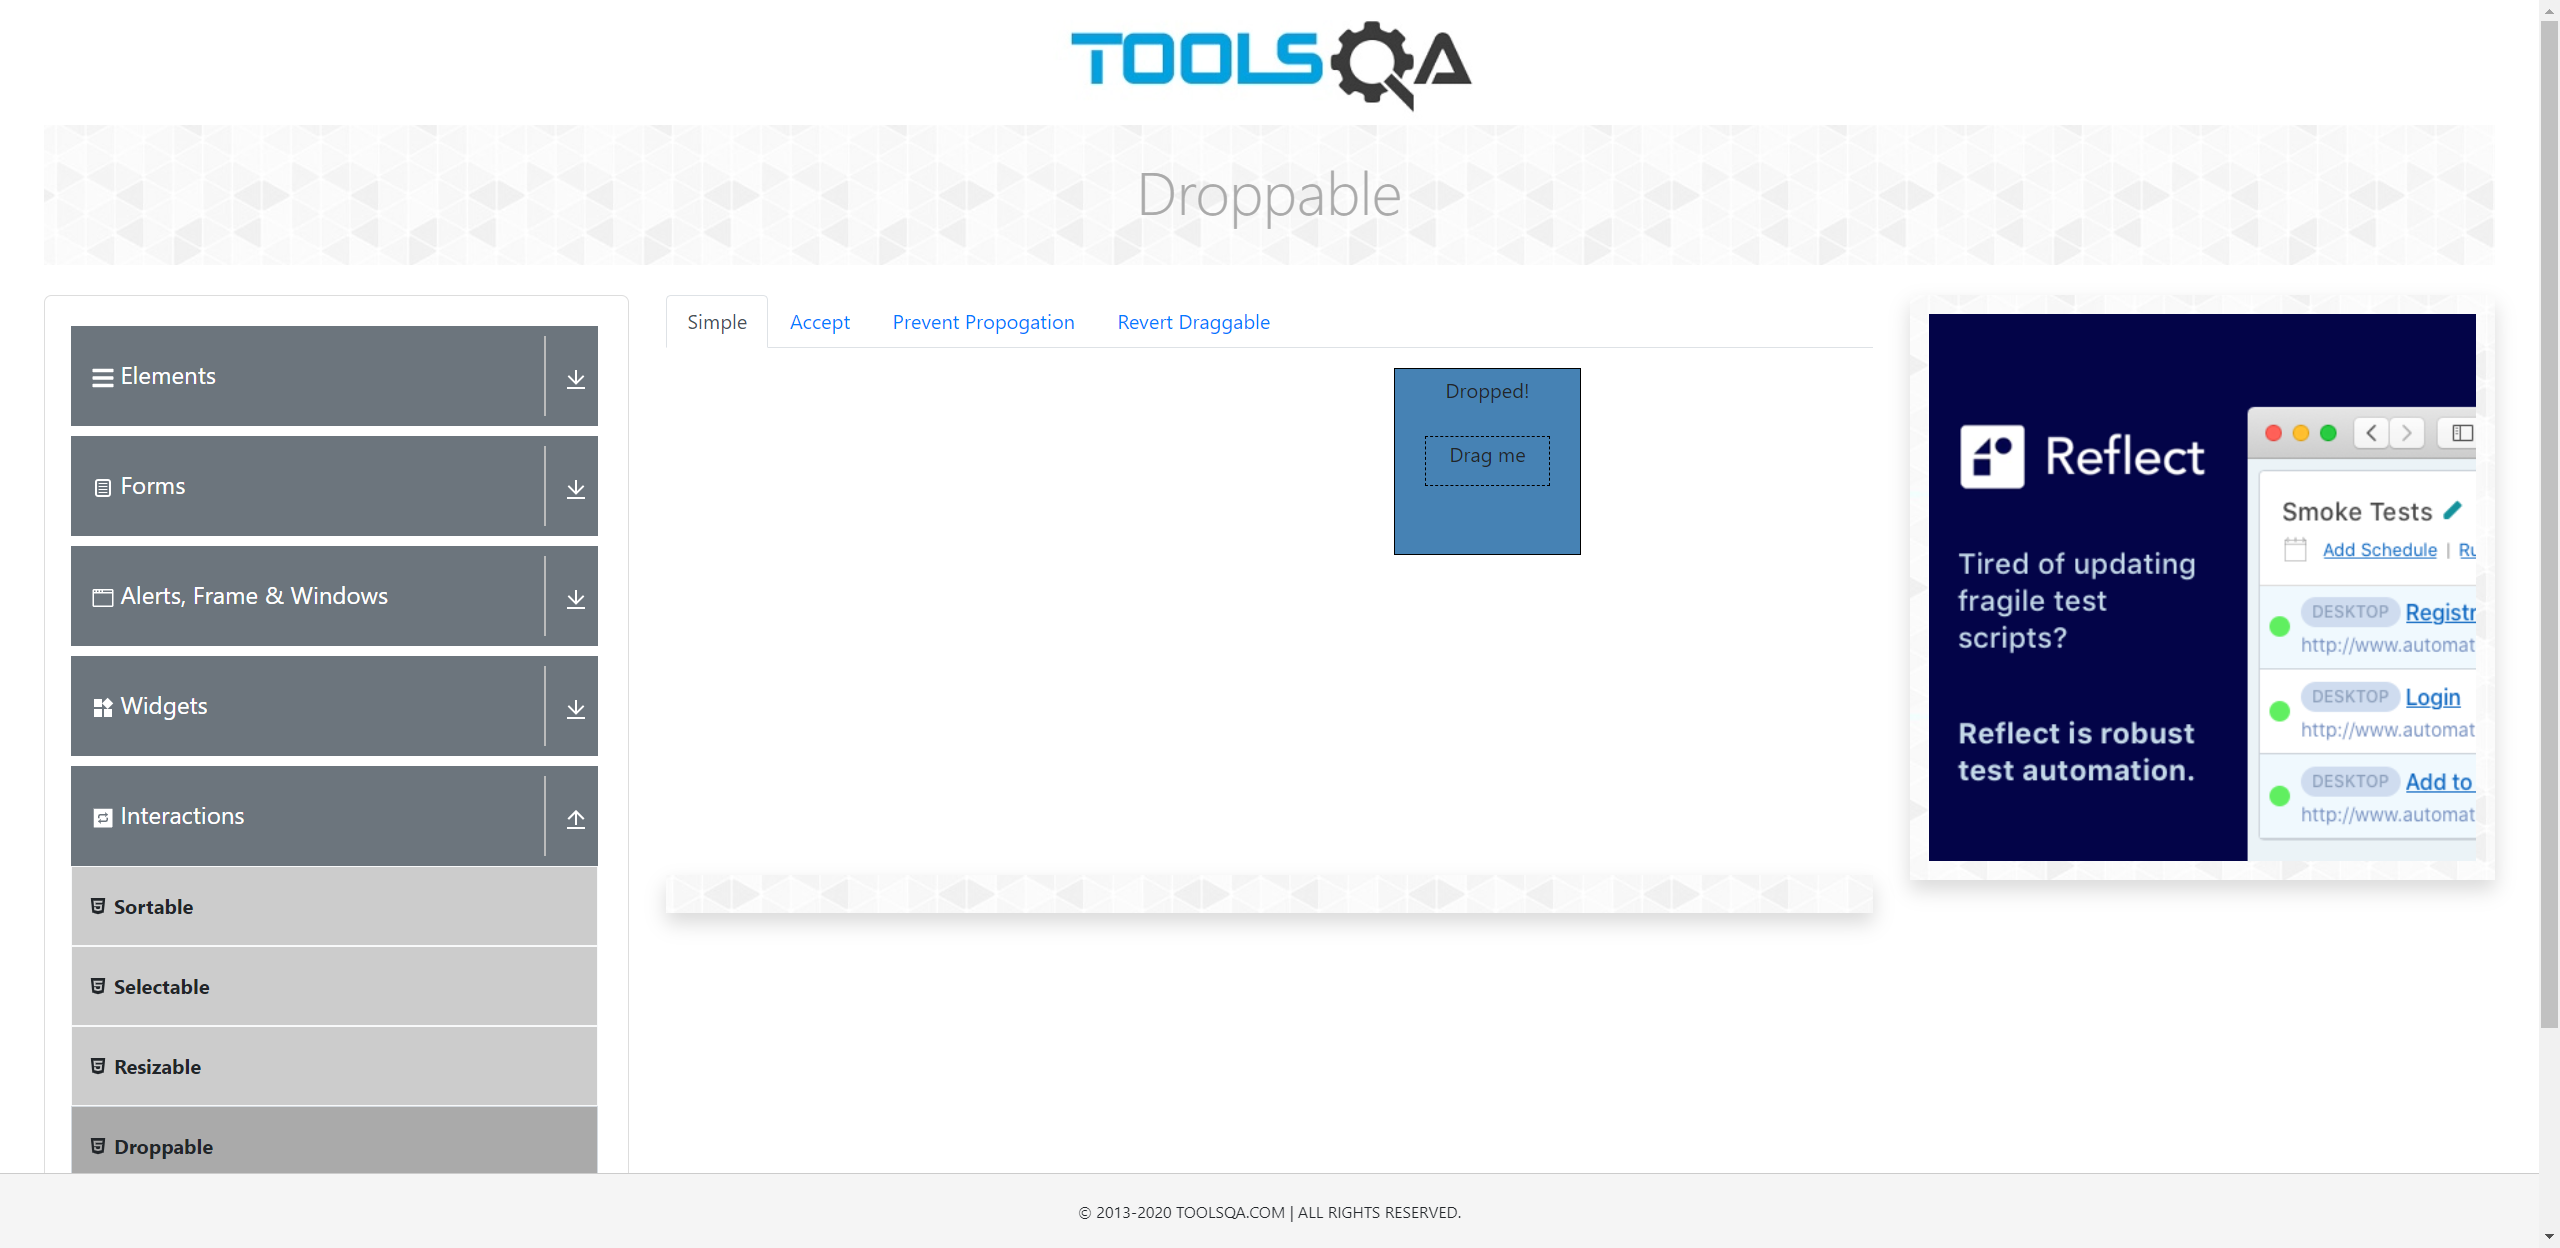 TOOLSQA
Droppable
Elements
Forms
Alerts, Frame & Windows
Widgets
Interactions
Sortable
Selectable
Resizable
Droppable
Simple Accept Prevent Propogation Revert Draggable
Dropped!
Drag me
Reflect
Tired of updating
fragile test
scripts?
Reflect is robust
test automation.
Smoke Tests
Add Schedule |
DESKTOP
http://www.automat
DESKTOP Login
http://www.automat
DESKTOP Add to
http://www.automat
© 2013-2020 TOOLSQA.COM | ALL RIGHTS RESERVED.